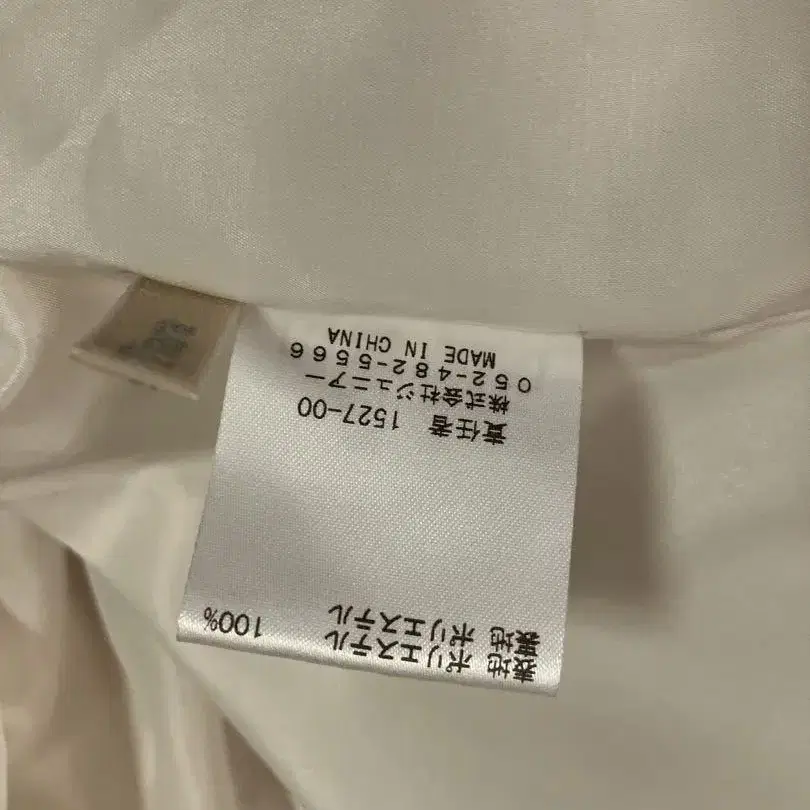 表地 ポリエステル 100%
裏地 ポリエステル
責任者 1527-00
株式会社ジュニアー
052-482-5566
MADE IN CHINA